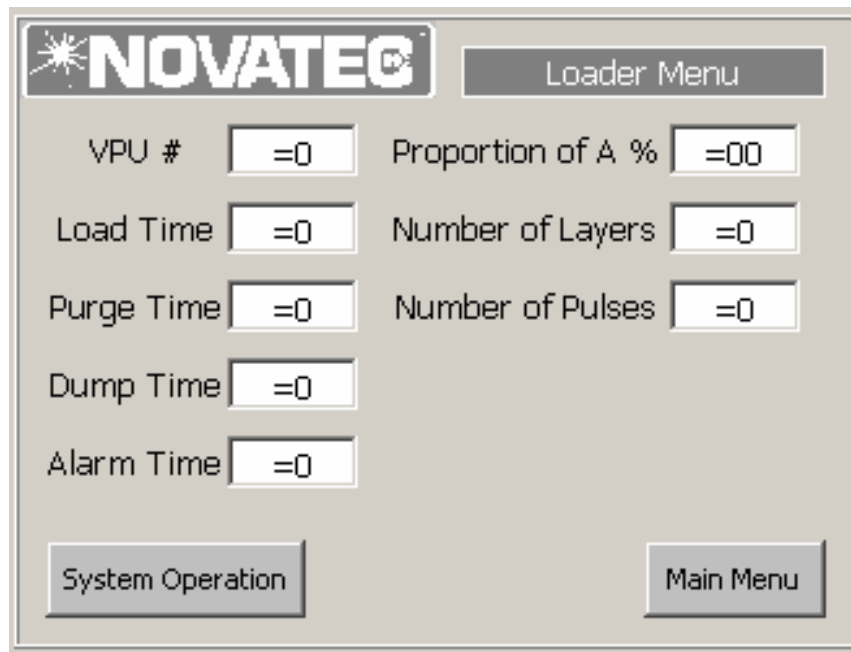 NOVATEC
Loader Menu
VPU # =0
Proportion of A % =00
Load Time =0
Number of Layers =0
Purge Time =0
Number of Pulses =0
Dump Time =0
Alarm Time =0
System Operation
Main Menu